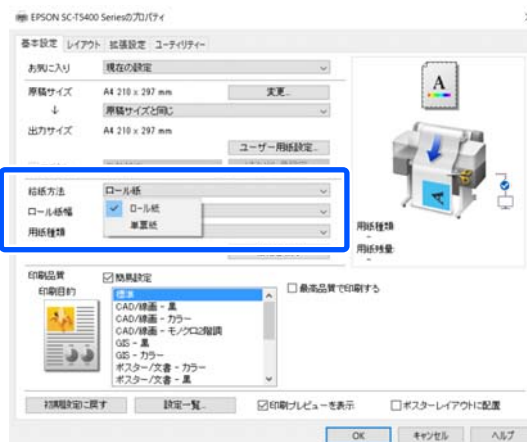 EPSON SC-T5400 Seriesのプロパティ
基本設定 レイアウト 拡張設定 ユーティリティー
お気に入り 現在の設定
原稿サイズ A4 210 x 297 mm 変更...
↓ 原稿サイズと同じ
出力サイズ A4 210 x 297 mm
ユーザー用紙設定...
給紙方法 ロール紙
ロール紙幅 ロール紙
単票紙
用紙種類
用紙種類
-
用紙残量:
-
印刷品質 簡易設定
印刷目的 標準
最高品質で印刷する
CAD/線画 - 黒
CAD/線画 - カラー
CAD/線画 - モノクロ2階調
GIS - 黒
GIS - カラー
ポスター/文書 - カラー
ポスター/文書 - 黒
初期設定に戻す 設定一覧... 印刷プレビューを表示 ポスターレイアウトに配置
OK キャンセル ヘルプ
A
A